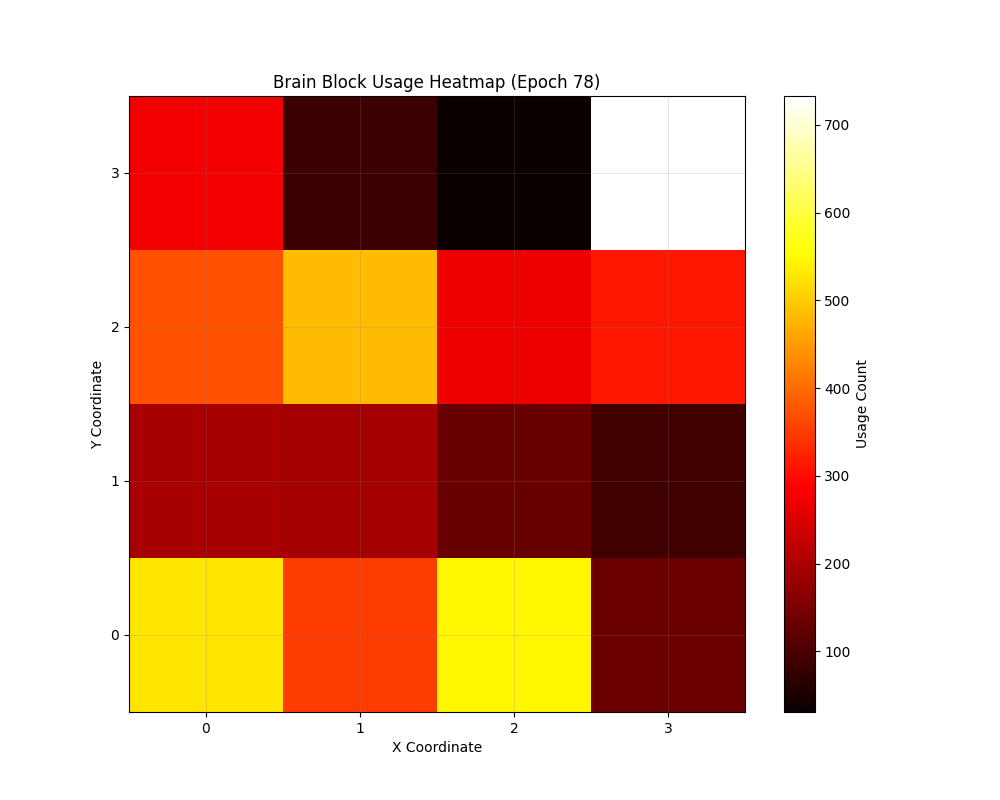 Brain Block Usage Heatmap (Epoch 78)
3
2
1
0
Y Coordinate
0 1 2 3
X Coordinate
700
600
500
400
300
200
100
Usage Count